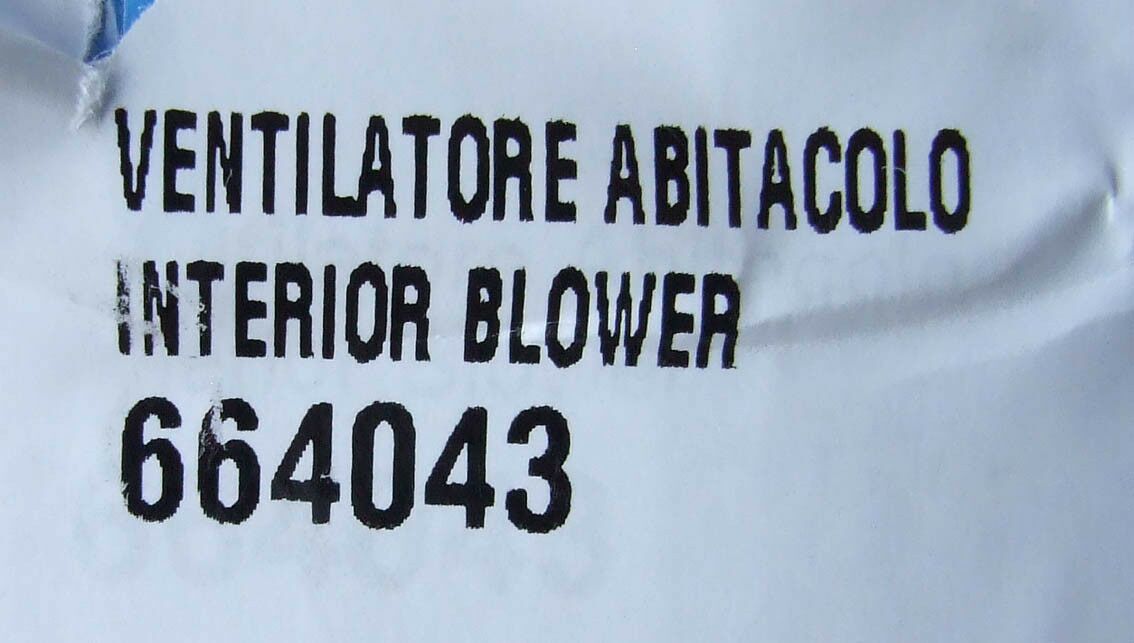 VENTILATORE ABITACOLO
INTERIOR BLOWER
664043